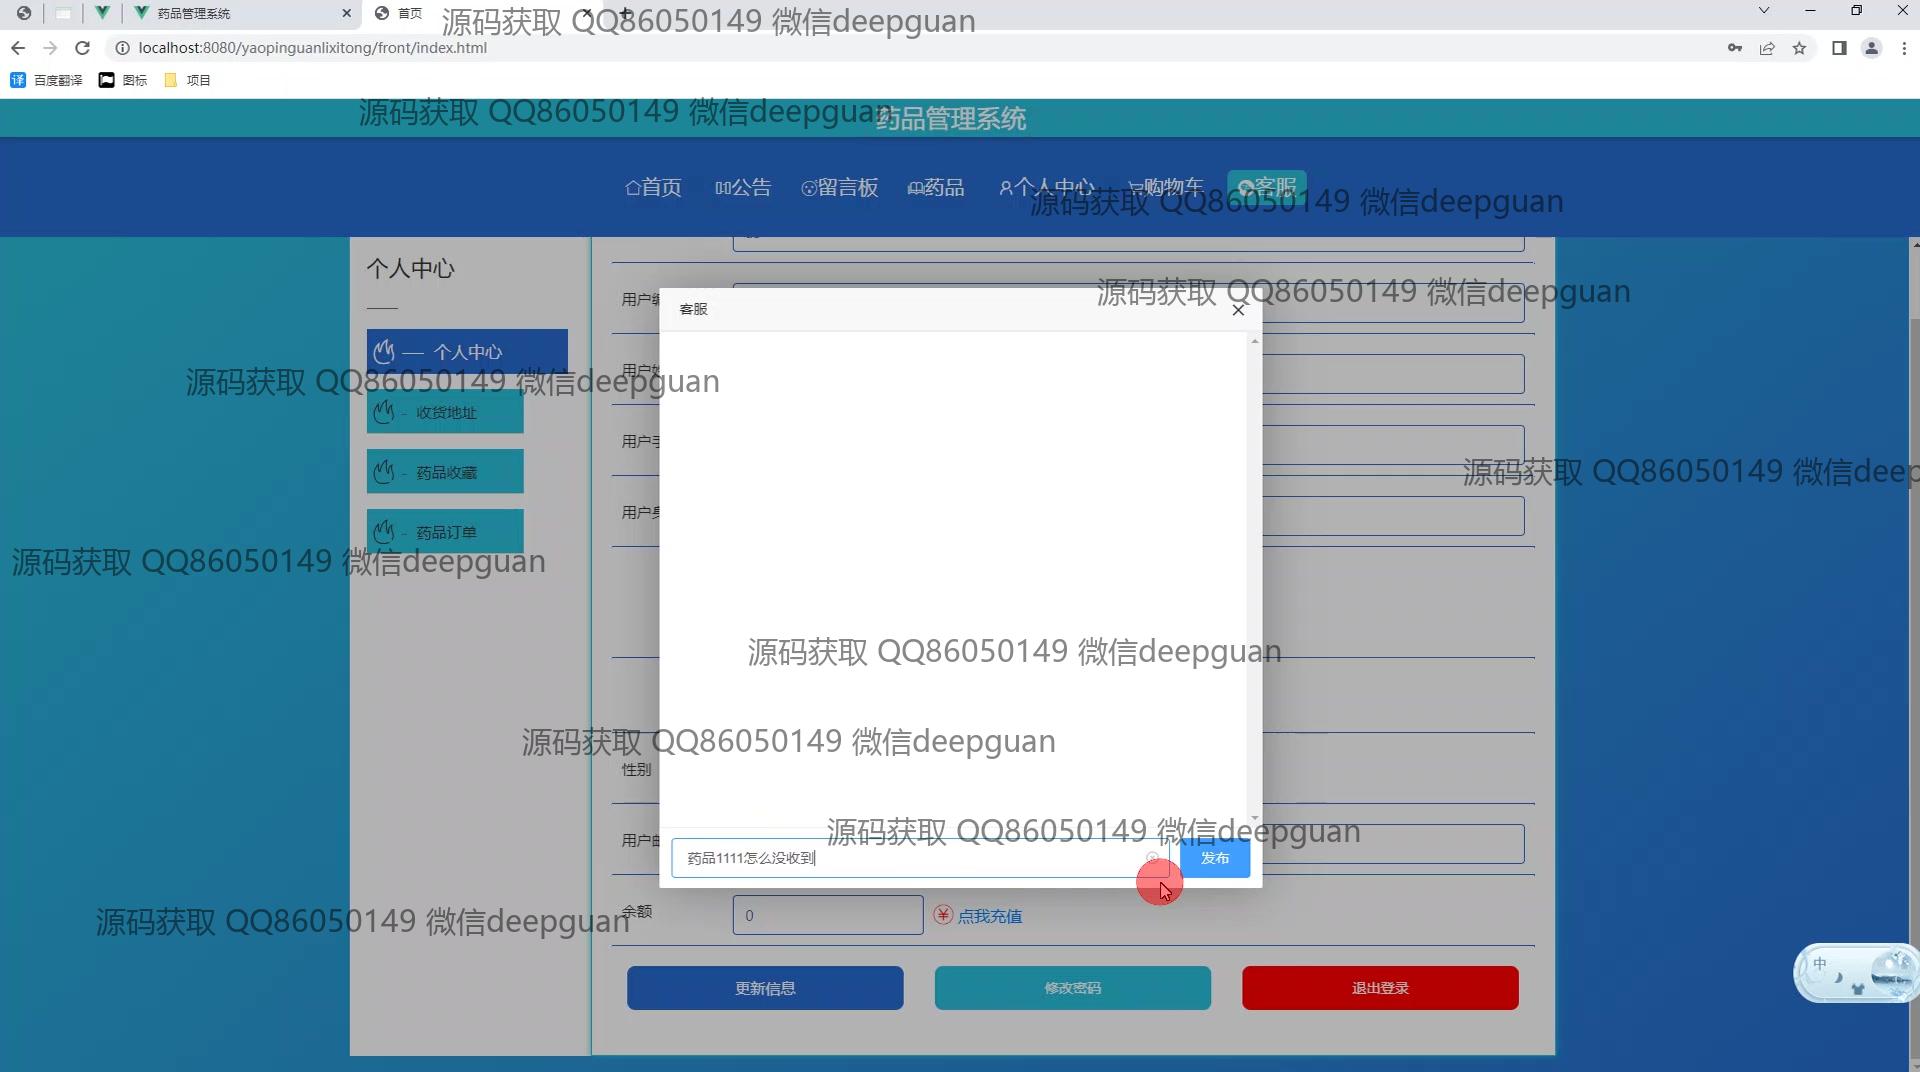 药品管理系统
首页
源码获取 QQ86050149 微信deepguan
localhost:8080/yaopinguanlixitong/front/index.html
百度翻译
图标
项目
源码获取 QQ86050149 微信deepguan
药品管理系统
首页
公告
留言板
药品
个人中心
购物车
客服
源码获取 QQ86050149 微信deepguan
个人中心
个人中心
收货地址
药品收藏
药品订单
用户
客服
源码获取 QQ86050149 微信deepguan
用户
源码获取 QQ86050149 微信deepguan
用户
源码获取 QQ86050149 微信deep
用户
源码获取 QQ86050149 微信deepguan
源码获取 QQ86050149 微信deepguan
源码获取 QQ86050149 微信deepguan
性别
源码获取 QQ86050149 微信deepguan
用户
药品1111怎么没收到
发布
源码获取 QQ86050149 微信deepguan
余额
0
点我充值
更新信息
修改密码
退出登录
中